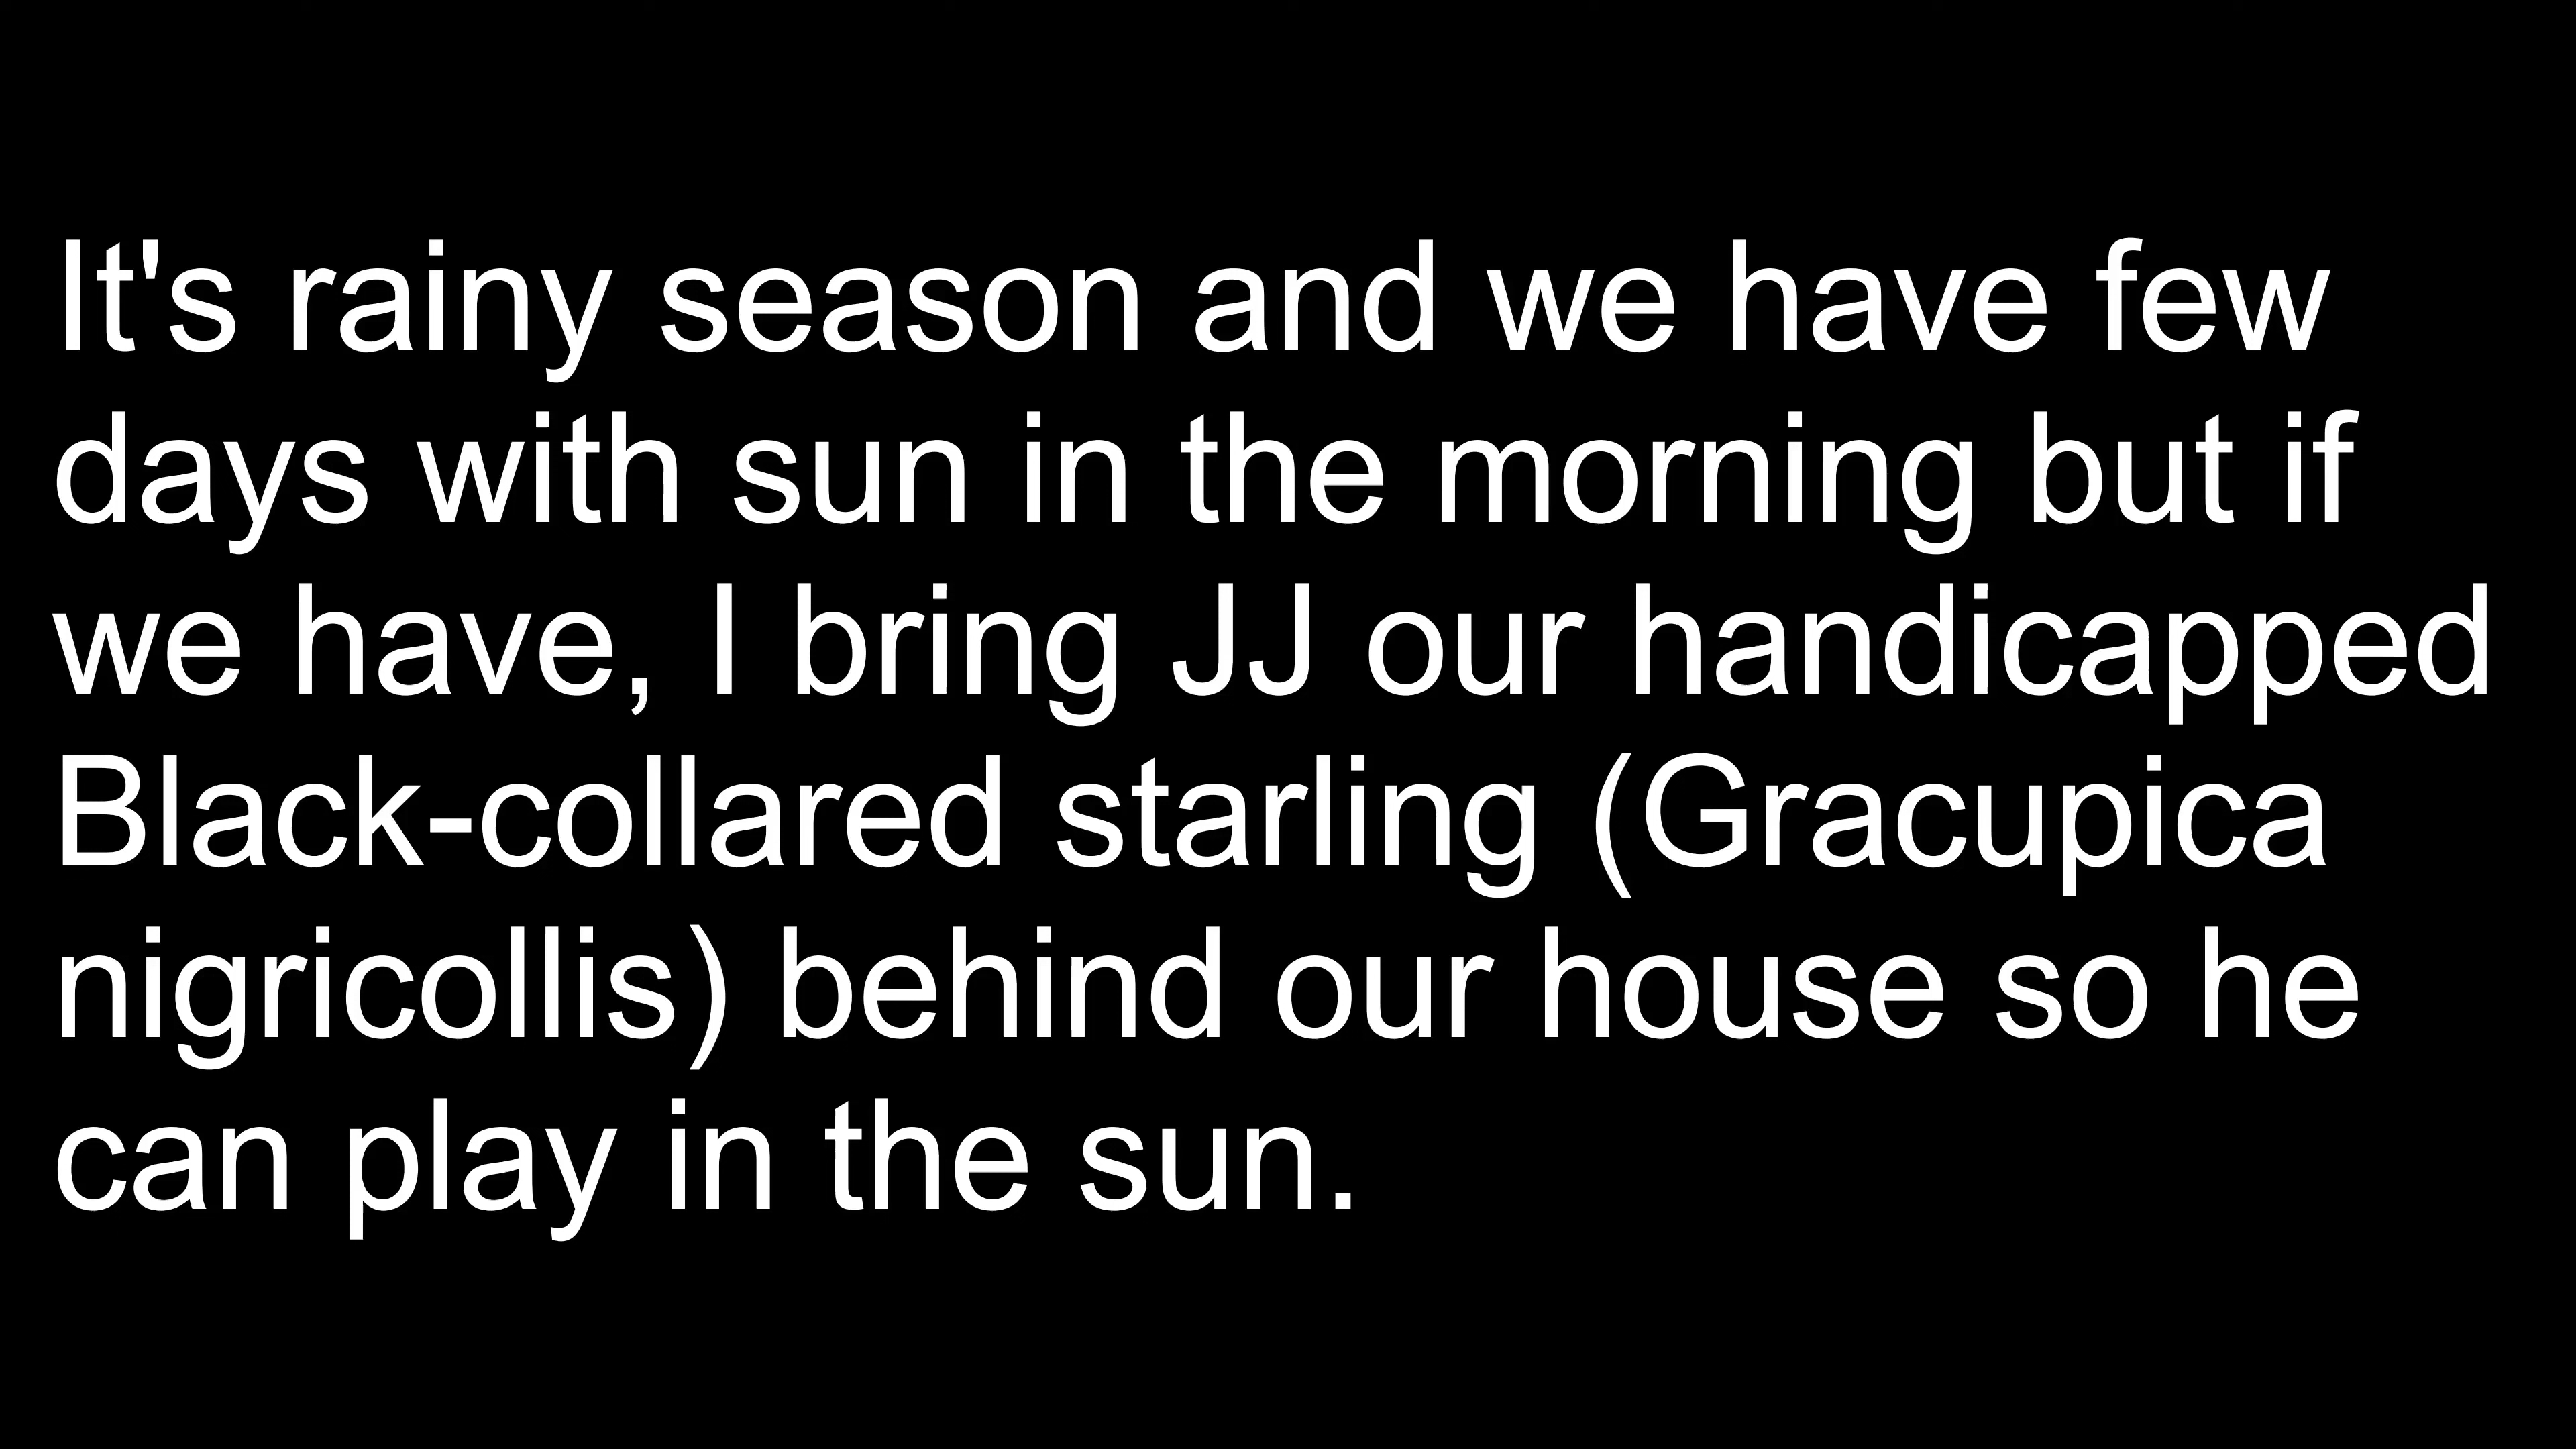 It's rainy season and we have few
days with sun in the morning but if
we have, I bring JJ our handicapped
Black-collared starling (Gracupica
nigricollis) behind our house so he
can play in the sun.